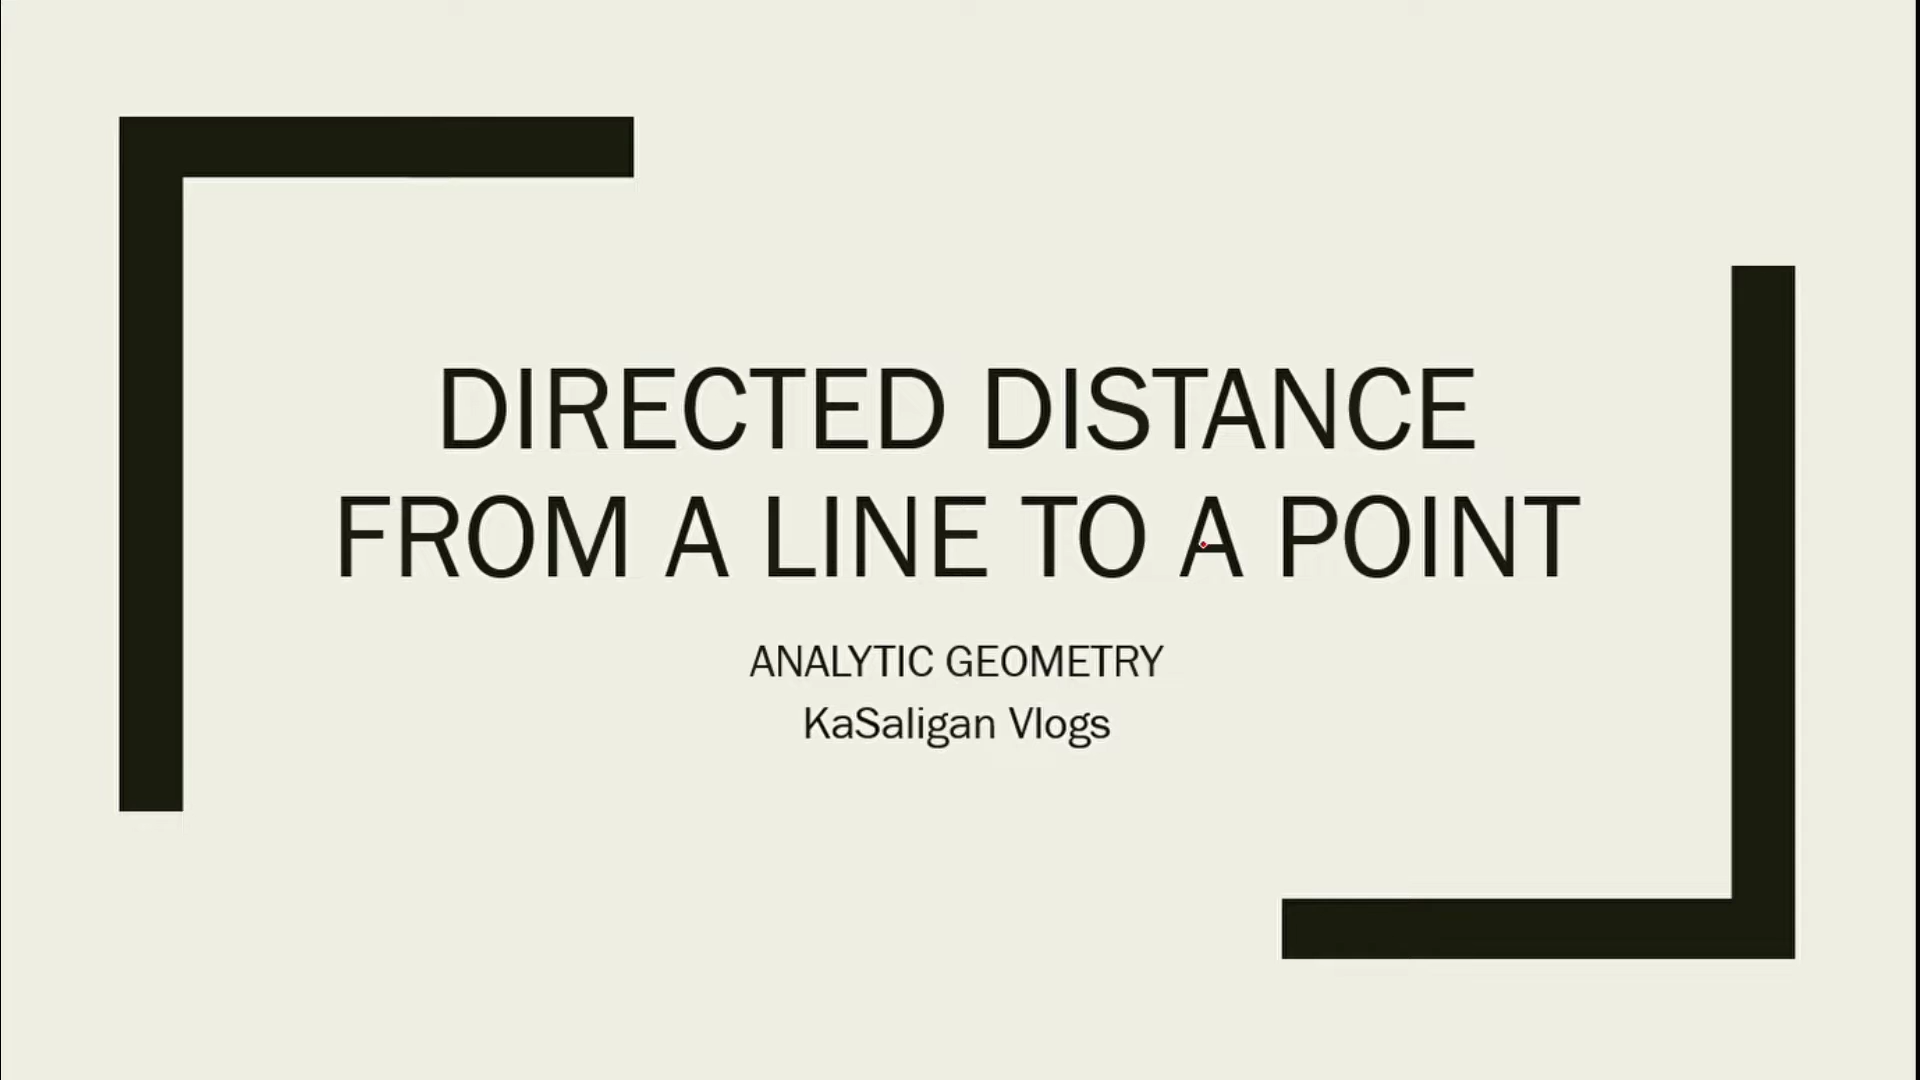 DIRECTED DISTANCE
FROM A LINE TO A POINT
ANALYTIC GEOMETRY
KaSaligan Vlogs